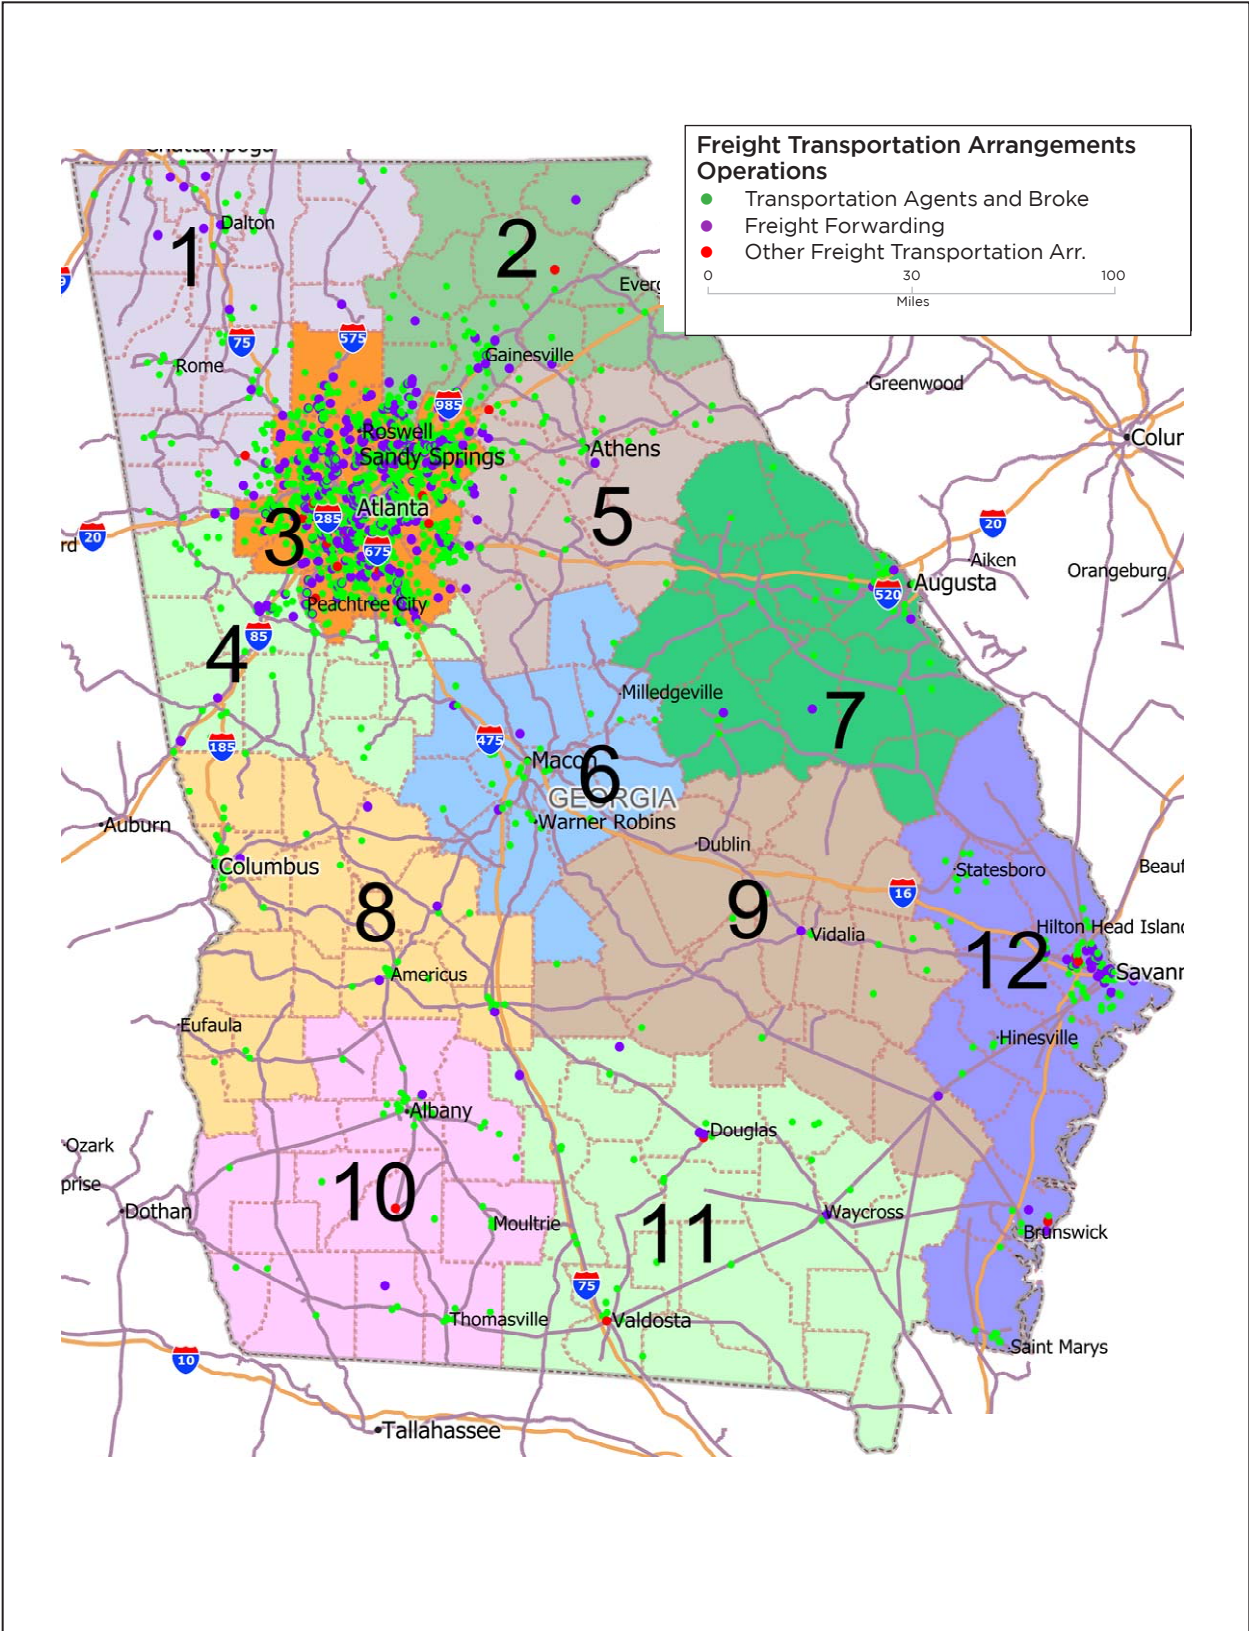 Freight Transportation Arrangements
Operations
Transportation Agents and Broke
Freight Forwarding
Other Freight Transportation Arr.
0 30 100
Miles
Chattanooga
1
Dalton
2
Everg
75
575
Rome
Gainesville
Greenwood
985
Roswell
Sandy Springs
Athens
Colur
5
Atlanta
285
3
20
rd
20
675
Aiken
Orangeburg
520
Augusta
Peachtree City
85
4
Milledgeville
7
185
475
Macon
6
GEORGIA
Warner Robins
Auburn
Dublin
Columbus
Statesboro
Beauf
16
8
9
Vidalia
Hilton Head Island
12
Savanr
Americus
Eufaula
Hinesville
Albany
Douglas
Ozark
prise
10
Dothan
Moultrie
11
Waycross
Brunswick
75
Thomasville
Valdosta
Saint Marys
10
Tallahassee